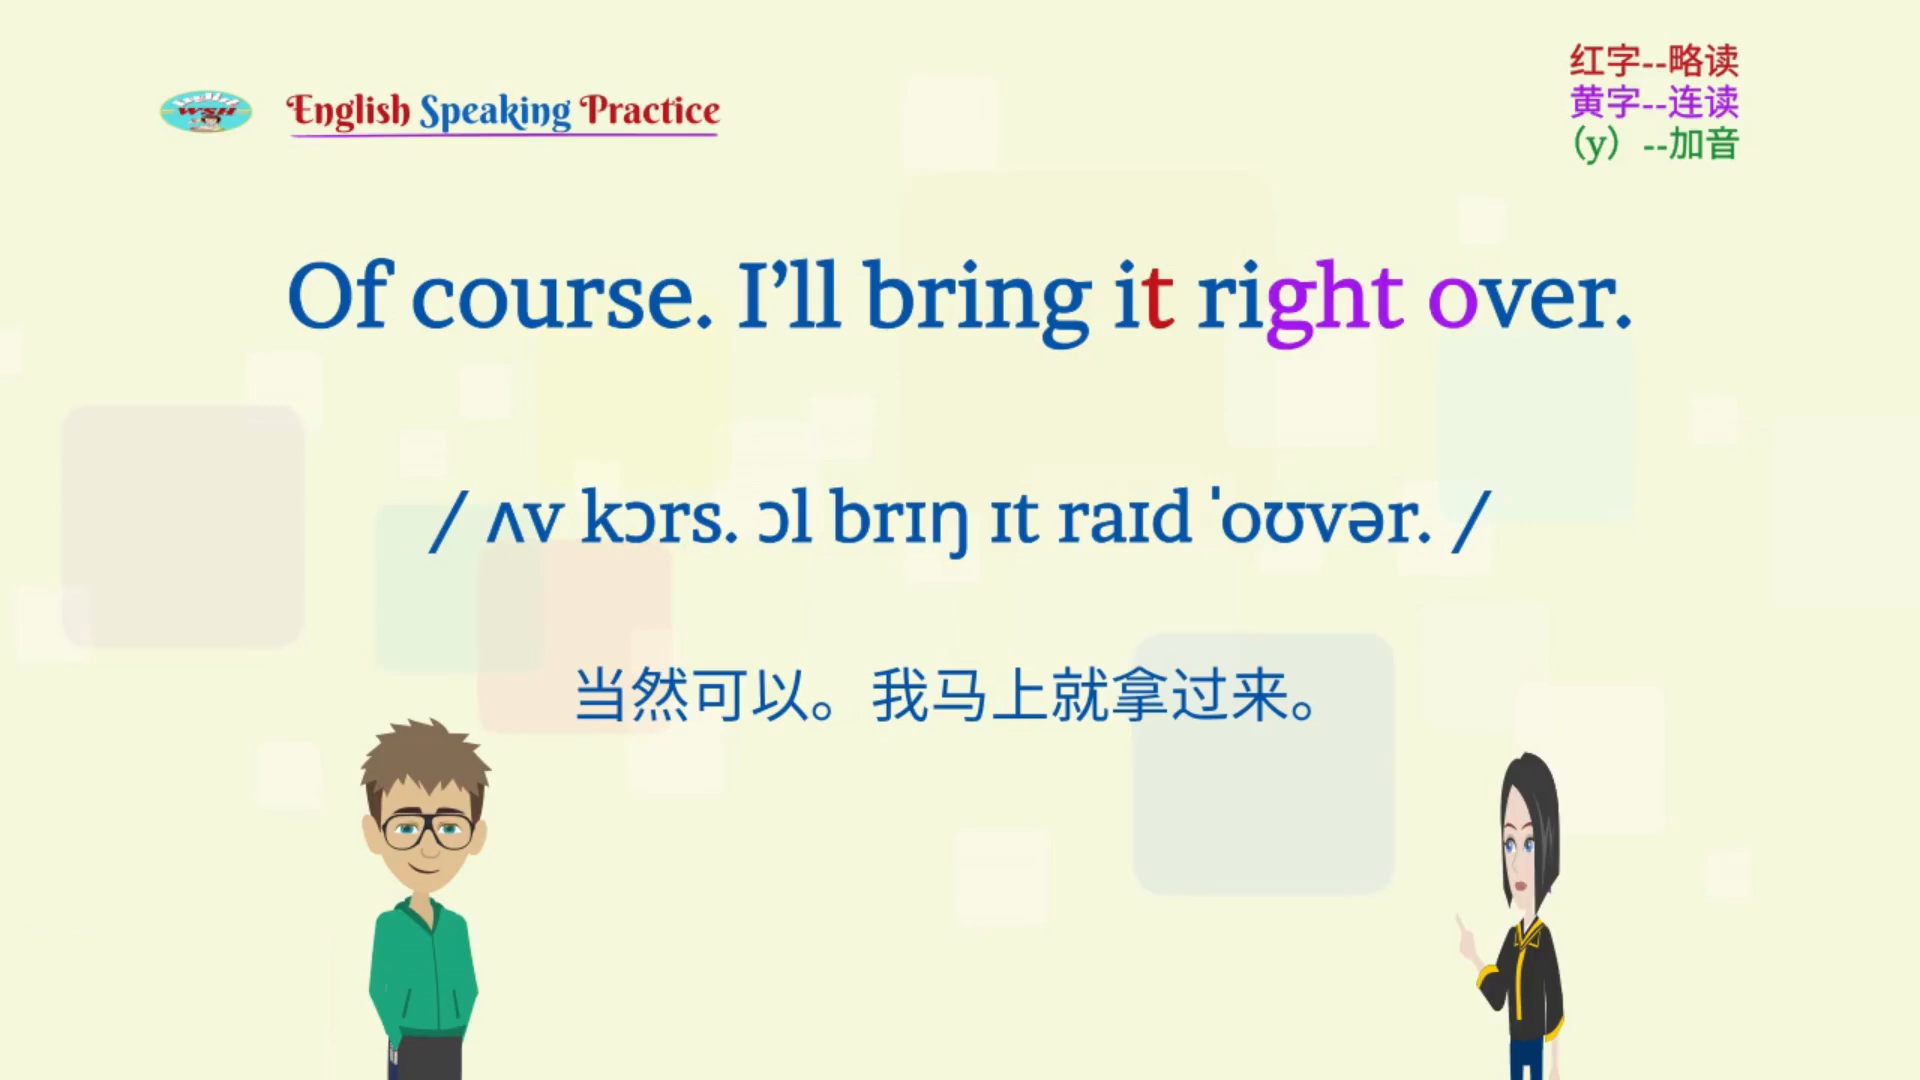 红字--略读
黄字--连读
（y）--加音
English Speaking Practice
Of course. I’ll bring it right over.
/ ʌv kɔrs. ɔl brɪŋ ɪt raɪd ˈoʊvər. /
当然可以。我马上就拿过来。